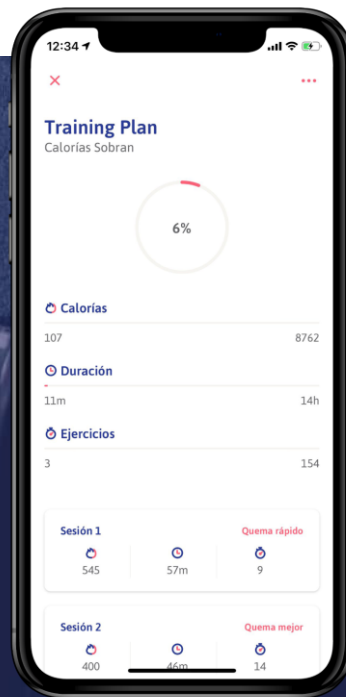 12:34
Training Plan
Calorías Sobran
6%
Calorías
107 8762
Duración
11m 14h
Ejercicios
3 154
Sesión 1 Quema rápido
545 57m 9
Sesión 2 Quema mejor
400 46m 14